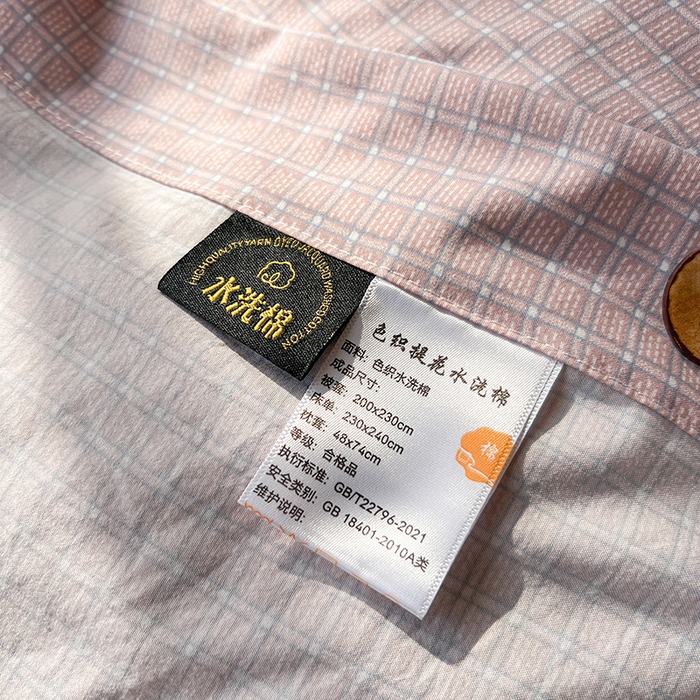 HIGHQUALITYYARN DYED JACQUARD WASHED COTTON
水洗棉
色织提花水洗棉
面料: 色织水洗棉
成品尺寸:
被套: 200x230cm
床单: 230x240cm
枕套: 48x74cm
等级: 合格品
执行标准: GB/T22796-2021
安全类别: GB 18401-2010A类
维护说明:
棉